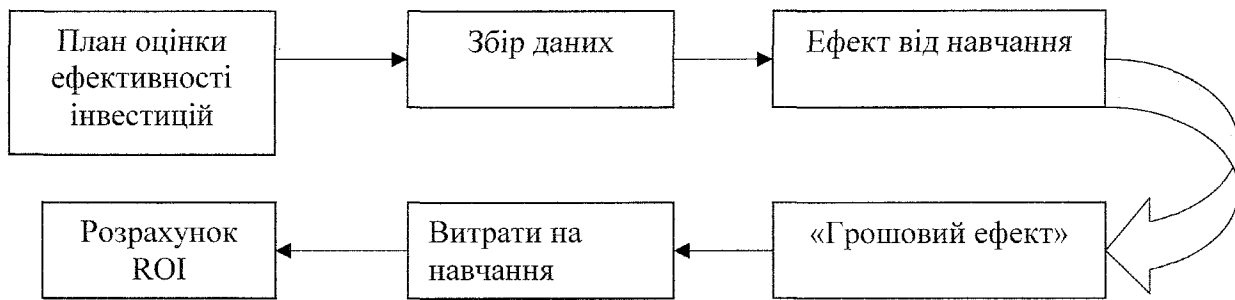 План оцінки
ефективності
інвестицій
Збір даних
Ефект від навчання
«Грошовий ефект»
Витрати на
навчання
Розрахунок
ROI